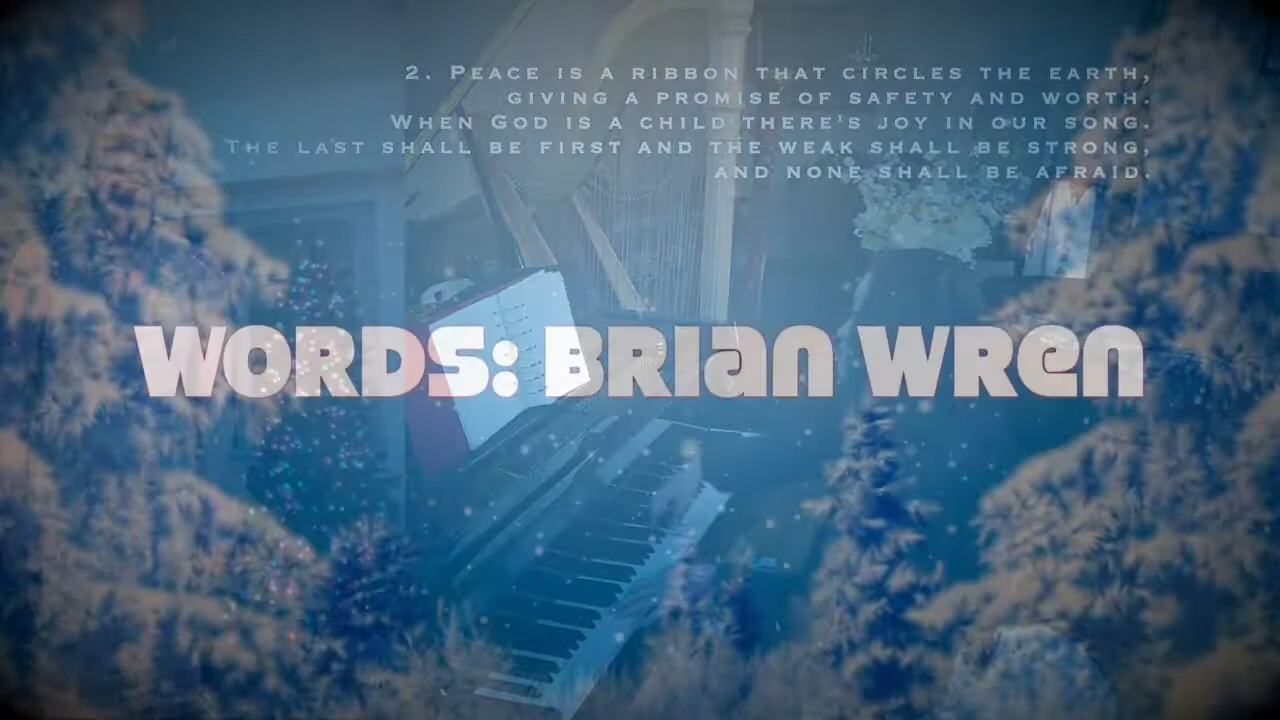 2. Peace is a ribbon that circles the earth,
giving a promise of safety and worth.
When God is a child there's joy in our song.
The last shall be first and the weak shall be strong,
and none shall be afraid.
WORDS: BRIAN WREN